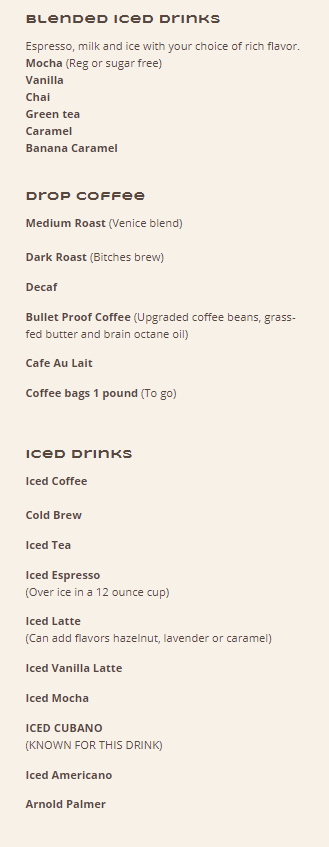 Blended Iced Drinks
Espresso, milk and ice with your choice of rich flavor.
Mocha (Reg or sugar free)
Vanilla
Chai
Green tea
Caramel
Banana Caramel
Drop Coffee
Medium Roast (Venice blend)
Dark Roast (Bitches brew)
Decaf
Bullet Proof Coffee (Upgraded coffee beans, grass-
fed butter and brain octane oil)
Cafe Au Lait
Coffee bags 1 pound (To go)
Iced Drinks
Iced Coffee
Cold Brew
Iced Tea
Iced Espresso
(Over ice in a 12 ounce cup)
Iced Latte
(Can add flavors hazelnut, lavender or caramel)
Iced Vanilla Latte
Iced Mocha
ICED CUBANO
(KNOWN FOR THIS DRINK)
Iced Americano
Arnold Palmer